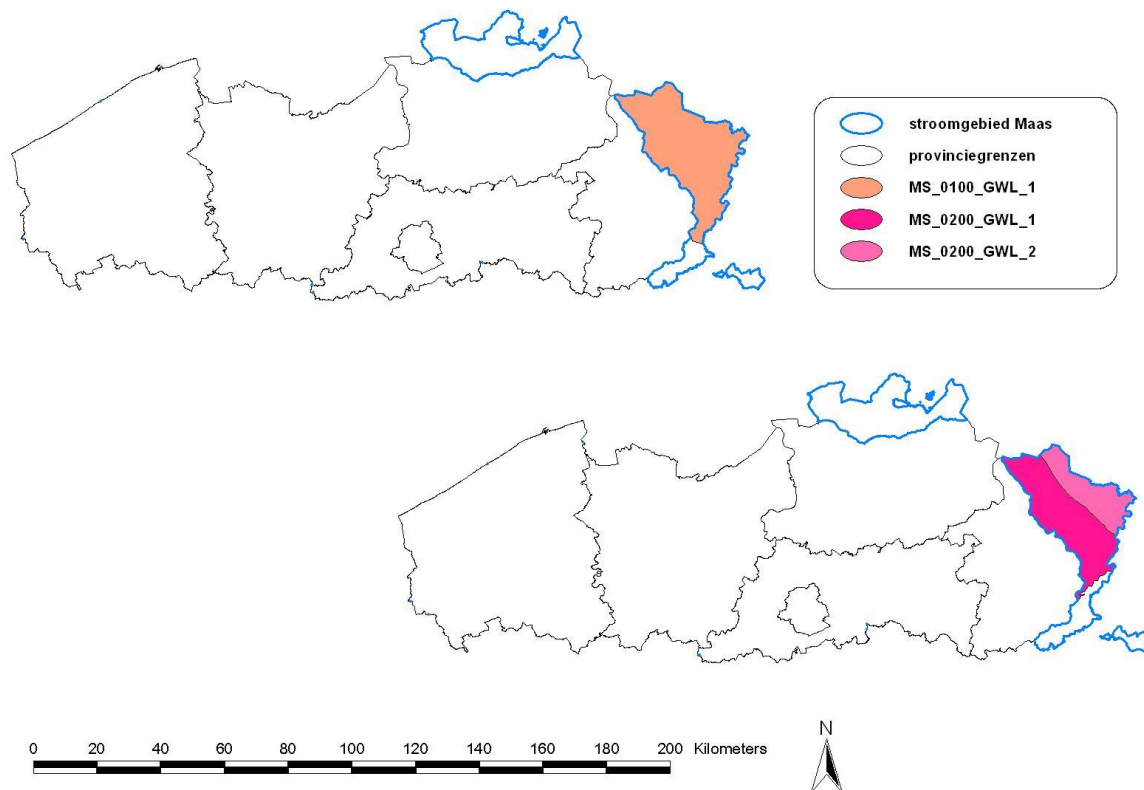 stroomgebied Maas
provinciegrenzen
MS_0100_GWL_1
MS_0200_GWL_1
MS_0200_GWL_2
0 20 40 60 80 100 120 140 160 180 200 Kilometers
N